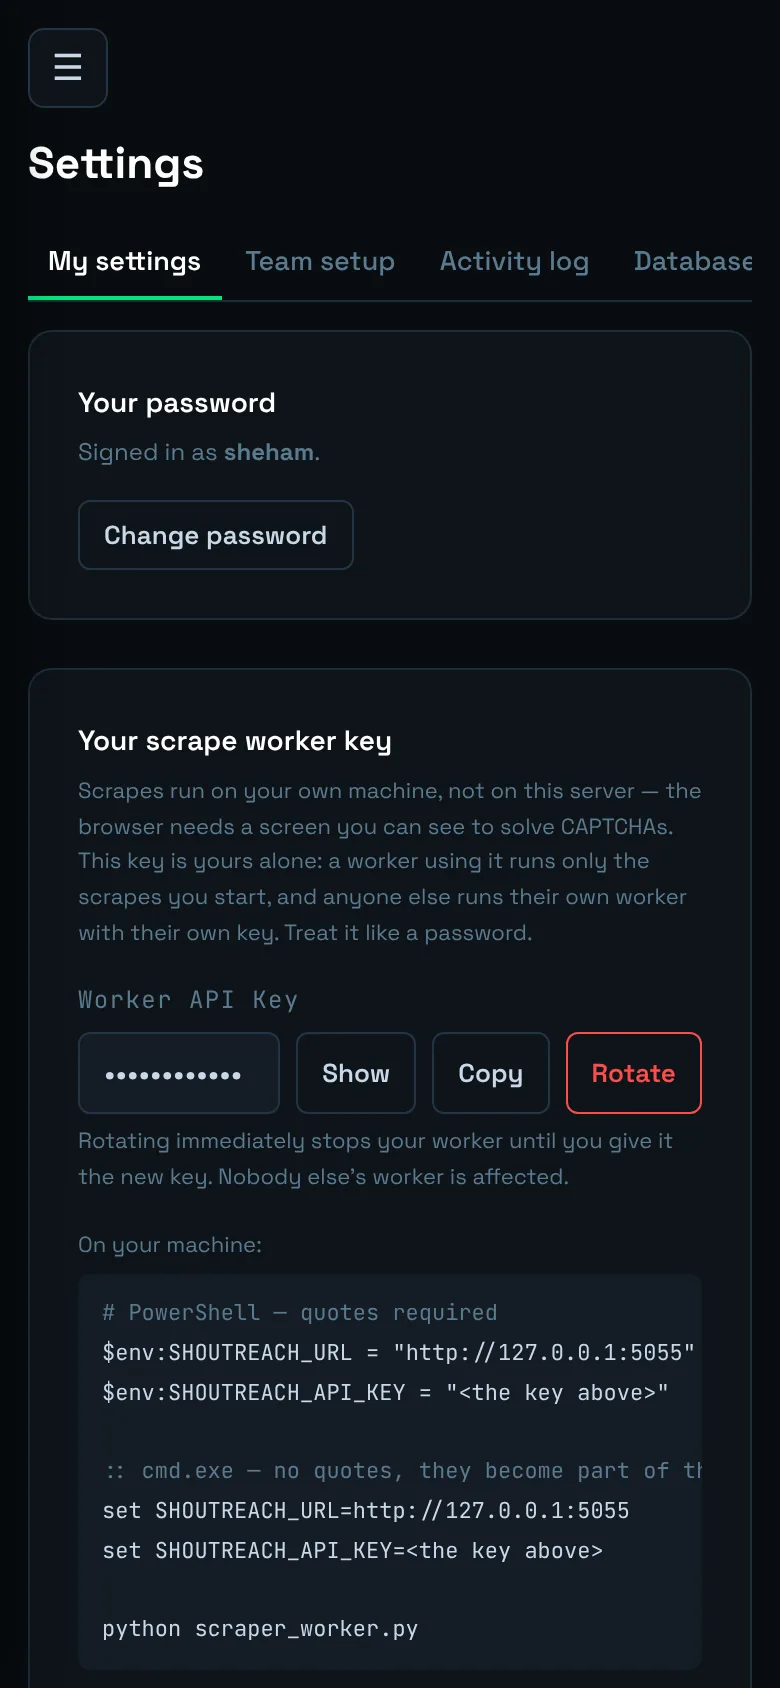 ☰
Settings
My settings Team setup Activity log Database
Your password
Signed in as sheham.
Change password
Your scrape worker key
Scrapes run on your own machine, not on this server — the
browser needs a screen you can see to solve CAPTCHAs.
This key is yours alone: a worker using it runs only the
scrapes you start, and anyone else runs their own worker
with their own key. Treat it like a password.
Worker API Key
•••••••••••• Show Copy Rotate
Rotating immediately stops your worker until you give it
the new key. Nobody else's worker is affected.
On your machine:
# PowerShell — quotes required
$env:SHOUTREACH_URL = "http://127.0.0.1:5055"
$env:SHOUTREACH_API_KEY = "<the key above>"
:: cmd.exe — no quotes, they become part of th
set SHOUTREACH_URL=http://127.0.0.1:5055
set SHOUTREACH_API_KEY=<the key above>
python scraper_worker.py